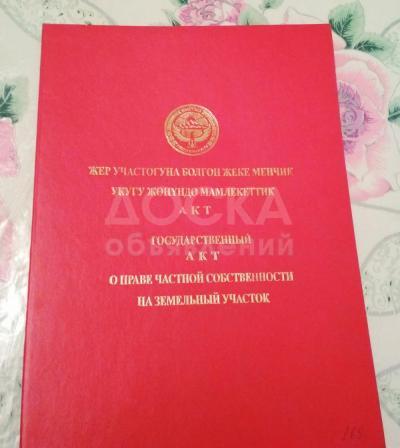 ЖЕР УЧАСТОГУНА БОЛГОН ЖЕКЕ МЕНЧИК
УКУГУ ЖӨНҮНДӨ МАМЛЕКЕТТИК
АКТ
ДОСКА
объявлений
ГОСУДАРСТВЕННЫЙ
АКТ
О ПРАВЕ ЧАСТНОЙ СОБСТВЕННОСТИ
НА ЗЕМЕЛЬНЫЙ УЧАСТОК